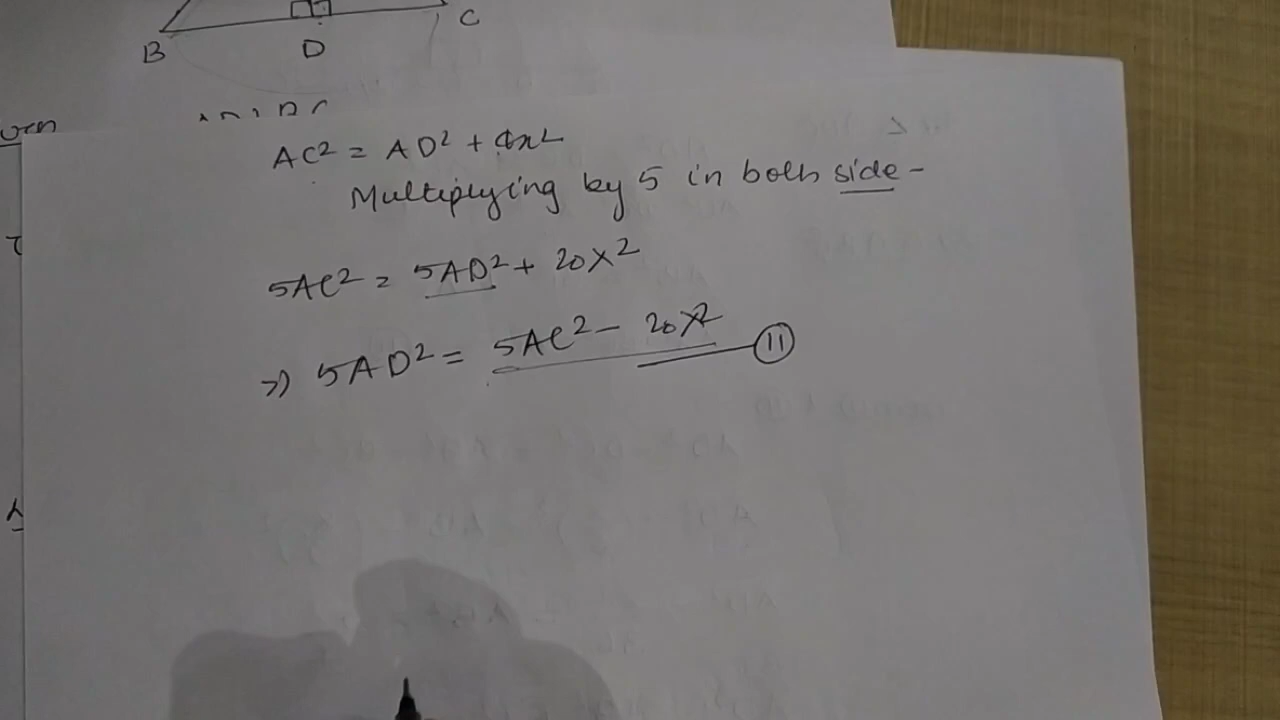 B
D
C
AC² = AD² + 4x²
Multiplying by 5 in both side -
5AC² = 5AD² + 20x²
=> 5AD² = 5AC² - 20x² — 11